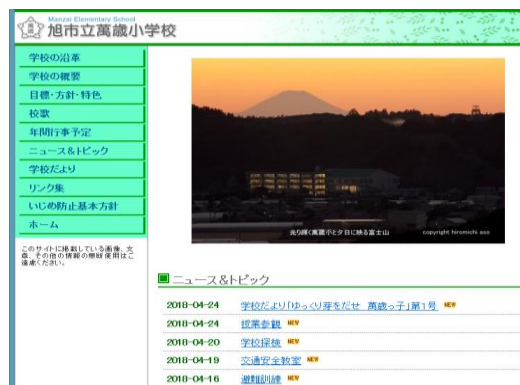 Manzai Elementary School
旭市立萬歳小学校
学校の沿革
学校の概要
目標・方針・特色
校歌
年間行事予定
ニュース&トピック
学校だより
リンク集
いじめ防止基本方針
ホーム
このサイトに掲載している画像、文
章、その他の情報の無断使用はご
遠慮ください。
光り輝く萬歳小と夕日に映る富士山 copyright hiromichi aso
ニュース&トピック
2018-04-24 学校だより「ゆっくり芽をだせ 萬歳っ子」第1号 NEW
2018-04-24 授業参観 NEW
2018-04-20 学校探検 NEW
2018-04-19 交通安全教室 NEW
2018-04-16 避難訓練 NEW